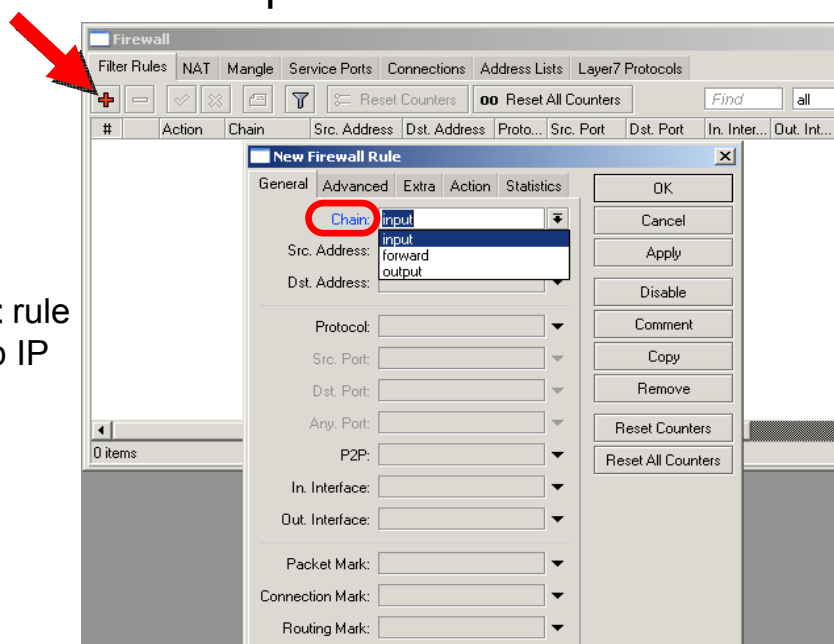 Firewall
Filter Rules NAT Mangle Service Ports Connections Address Lists Layer7 Protocols
Reset Counters 00 Reset All Counters Find all
# Action Chain Src. Address Dst. Address Proto... Src. Port Dst. Port In. Inter... Out. Int...
New Firewall Rule
General Advanced Extra Action Statistics
Chain: input
input
forward
output
Src. Address:
Dst. Address:
Protocol:
Src. Port:
Dst. Port:
Any. Port:
P2P:
In. Interface:
Out. Interface:
Packet Mark:
Connection Mark:
Routing Mark:
OK
Cancel
Apply
Disable
Comment
Copy
Remove
Reset Counters
Reset All Counters
: rule
IP
0 items